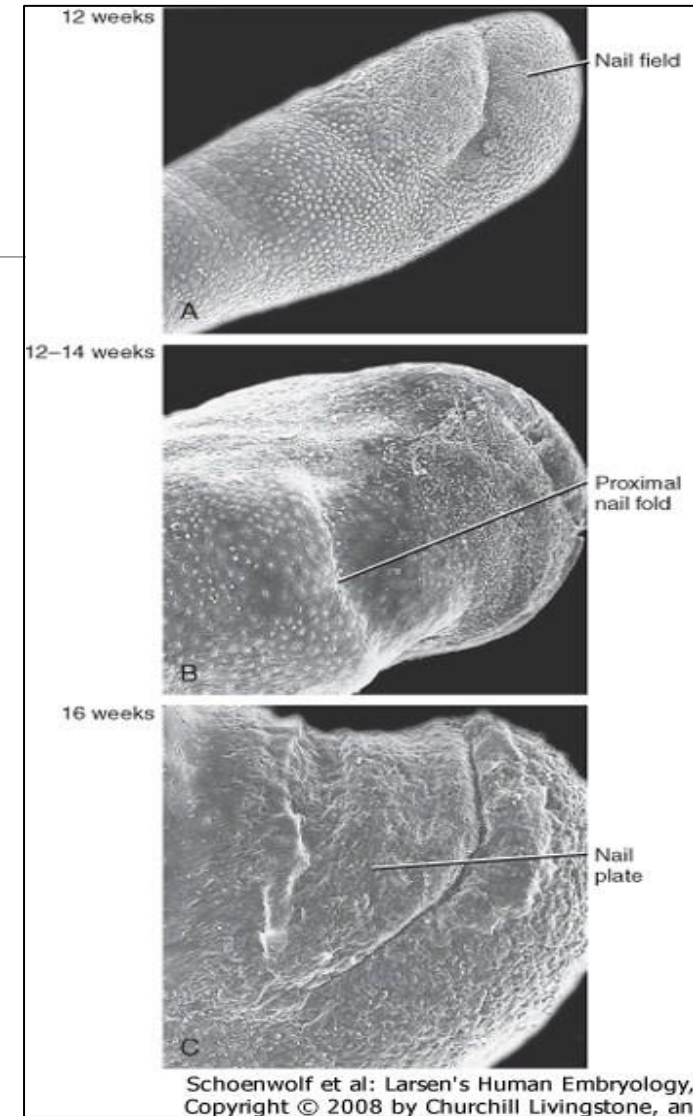 12 weeks
Nail field
A
12–14 weeks
Proximal
nail fold
B
16 weeks
Nail
plate
C
Schoenwolf et al: Larsen's Human Embryology,
Copyright © 2008 by Churchill Livingstone, an